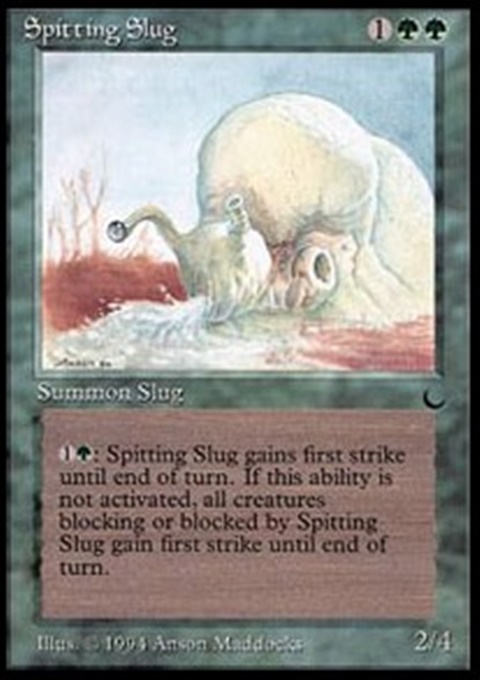 Spitting Slug 1
Summon Slug
1 : Spitting Slug gains first strike
until end of turn. If this ability is
not activated, all creatures
blocking or blocked by Spitting
Slug gain first strike until end of
turn.
Illus. © 1994 Anson Maddocks 2/4